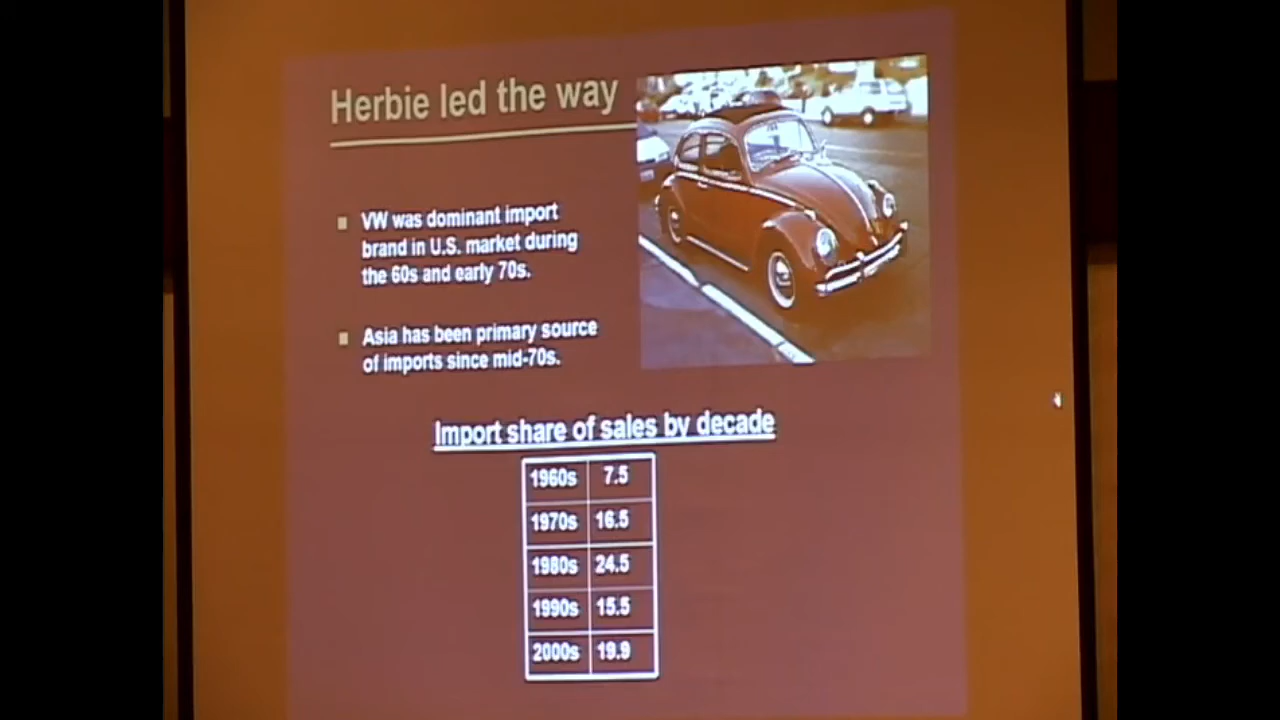 Herbie led the way
VW was dominant import
brand in U.S. market during
the 60s and early 70s.
Asia has been primary source
of imports since mid-70s.
Import share of sales by decade
1960s 7.5
1970s 16.5
1980s 24.5
1990s 15.5
2000s 19.9